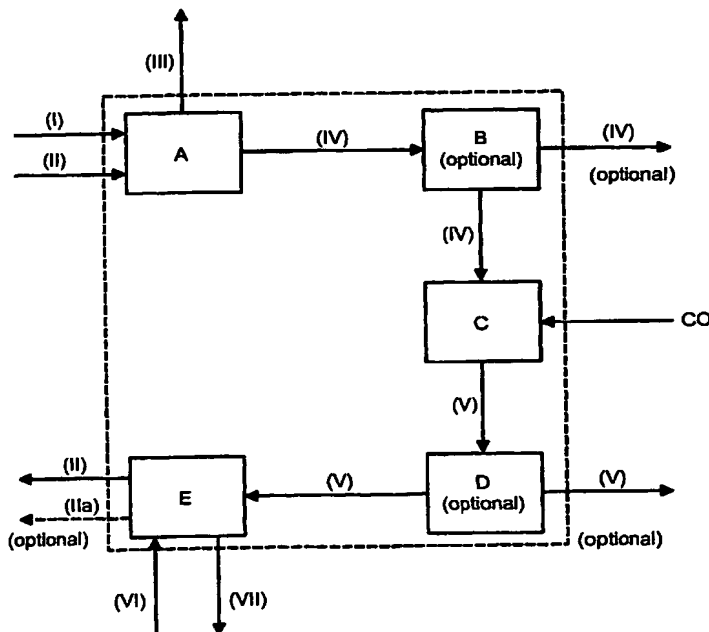 (III)
(I)
(II)
A
(IV)
B
(optional)
(IV)
(optional)
(IV)
C
CO
(V)
(II)
(IIa)
(optional)
E
(V)
D
(optional)
(V)
(optional)
(VI)
(VII)